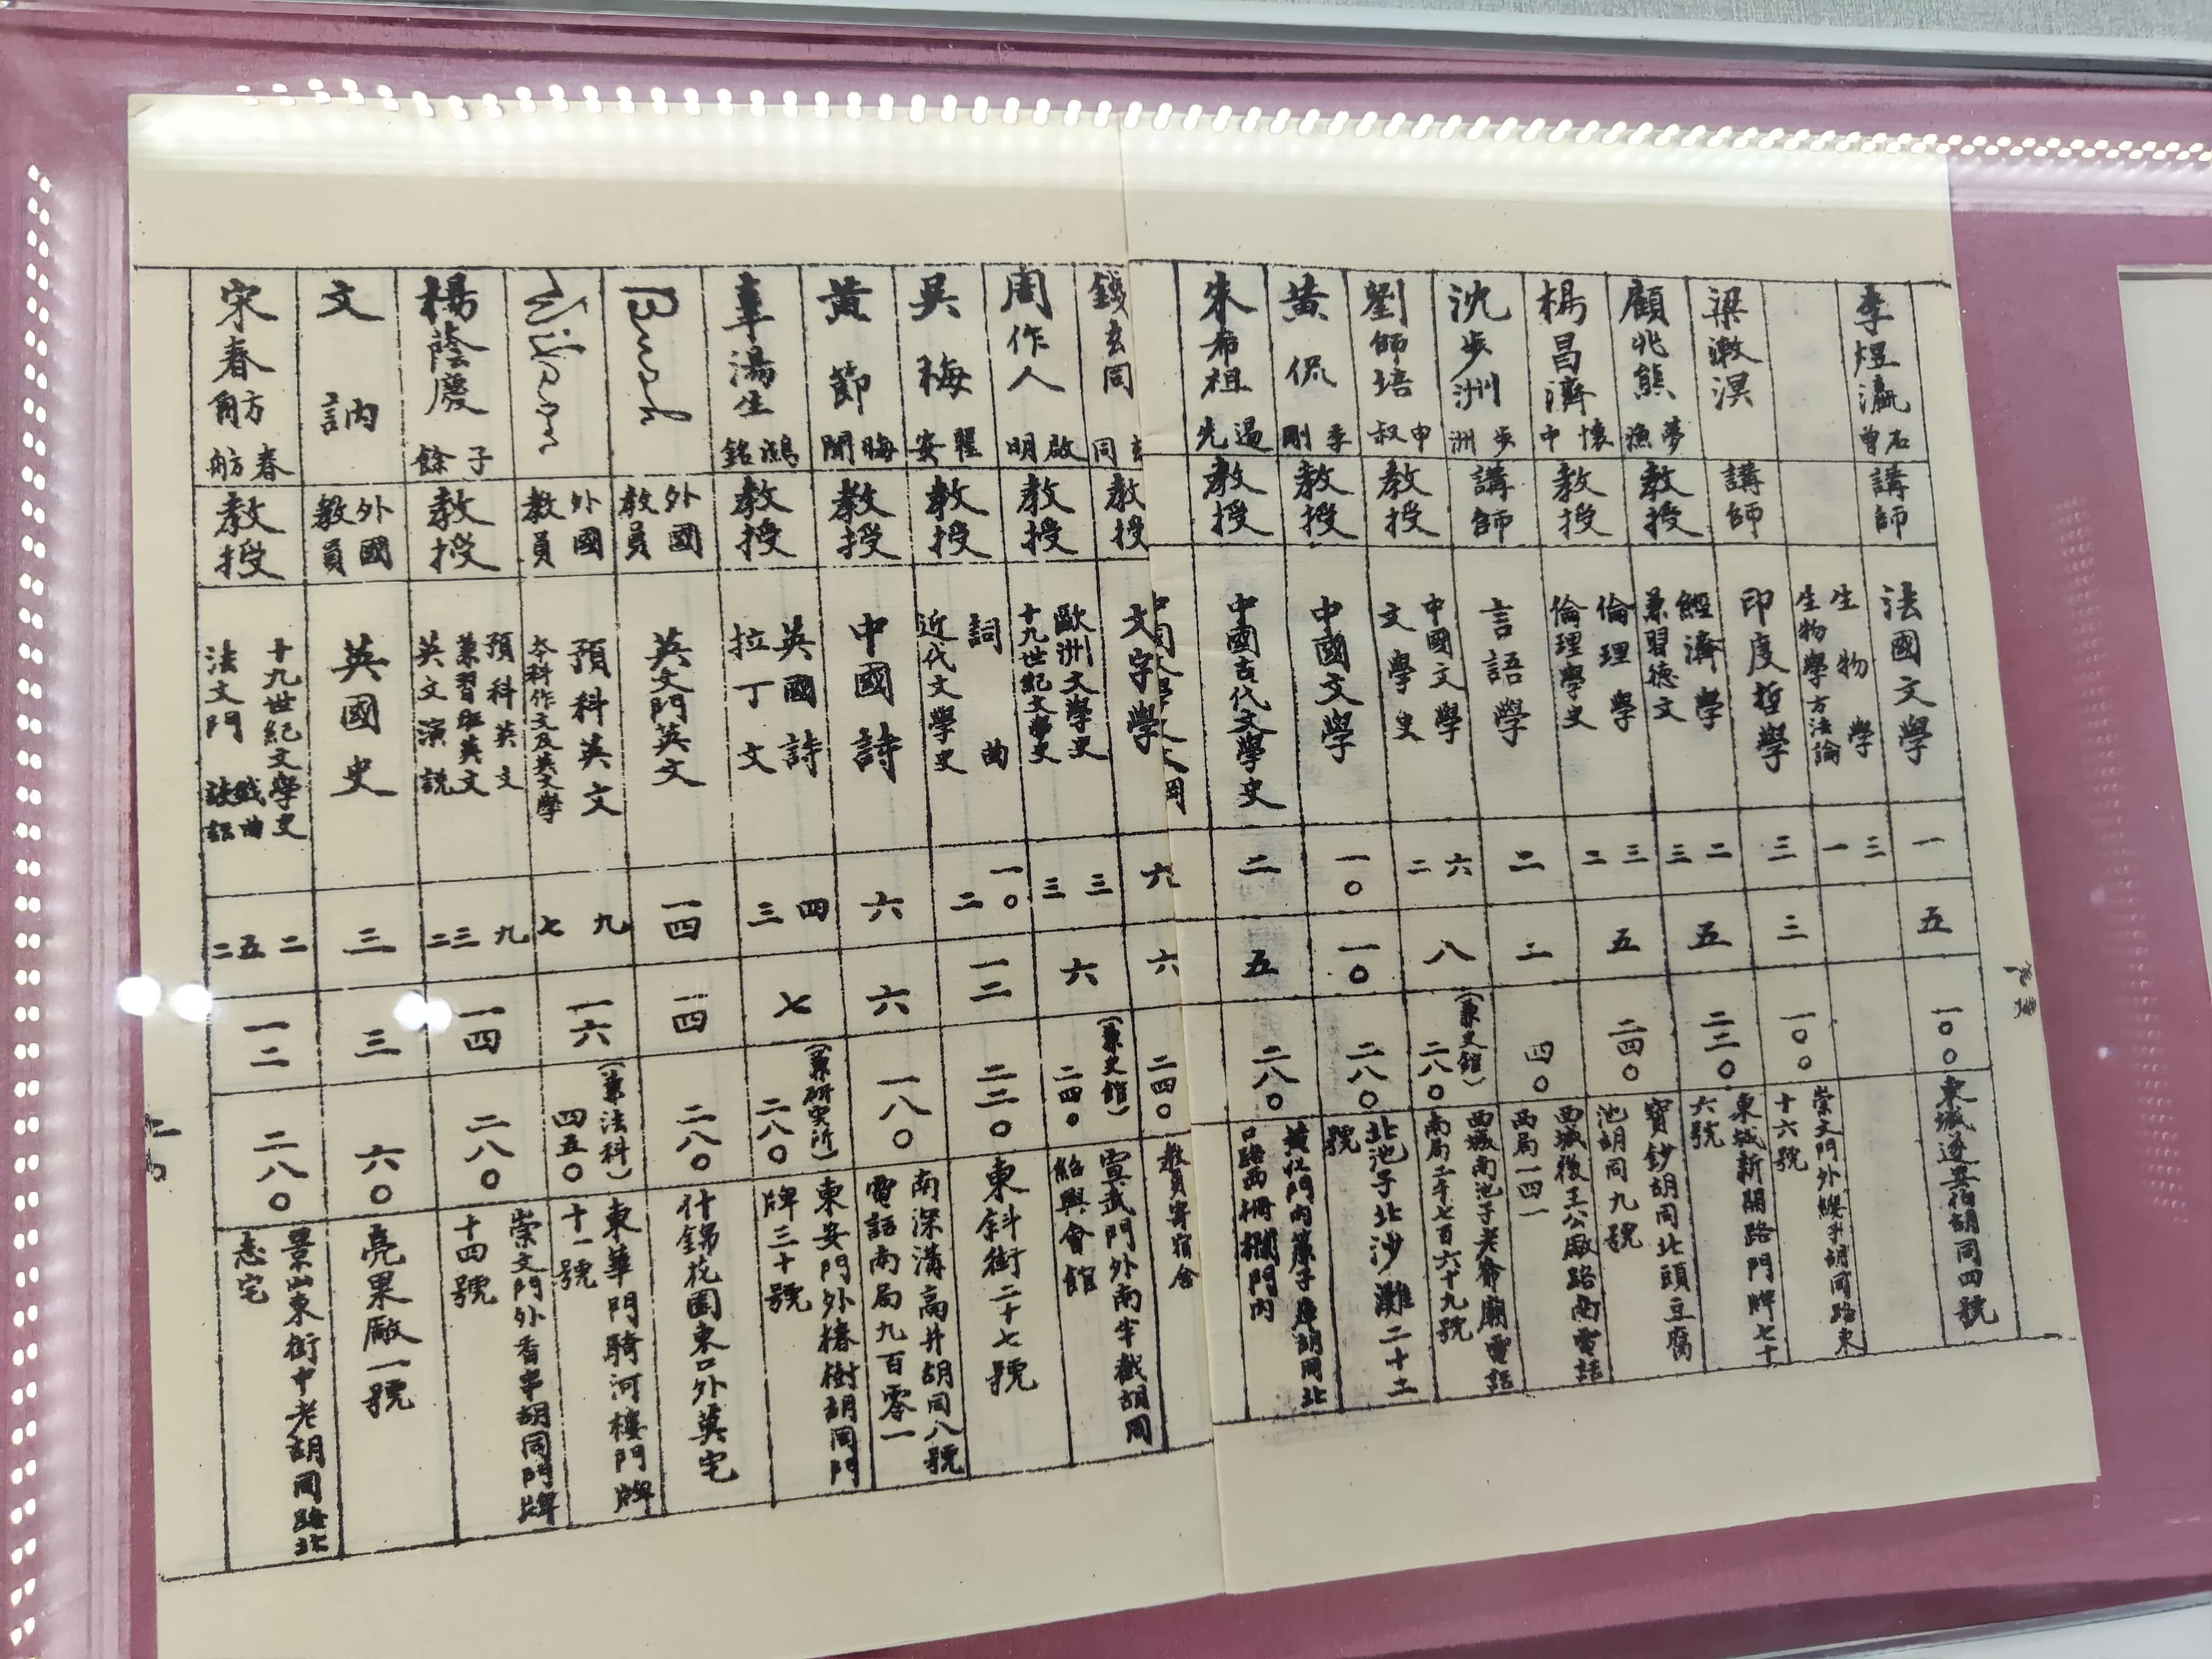 李煜瀛 石曾
講師
法國文學
一
五
一〇〇
東城遂安伯胡同四號
生物學
生物學方法論
三
一
梁漱溟
講師
印度哲學
三
三
一〇〇
崇文門外纓子胡同路東
十六號
顧兆熊 夢漁
教授
經濟學
兼習德文
二
三
五
二二〇
東城新開路門牌七十
六號
楊昌濟 懷中
教授
倫理學
倫理學史
三
二
五
二四〇
寶鈔胡同北頭豆腐
池胡同九號
沈步洲 步洲
講師
言語學
二
二
四〇
西城後王公廠路南電話
西局一四一
劉師培 申叔
教授
中國文學
文學史
六
二
八
(兼史館)
二八〇
西城南池子老爺廟電話
南局二千七百六十九號
黃侃 季剛
教授
中國文學
一〇
一〇
二八〇
北池子北沙灘二十二
號
朱希祖 逷先
教授
中國古代文學史
二
五
二八〇
黃化門內簾子庫胡同北
口路西柵欄門內
錢玄同
教授
文字學
六
六
二四〇
教員寄宿舍
周作人 啟明
教授
歐洲文學史
十九世紀文學史
三
三
六
(兼史館)
二四〇
宣武門外南半截胡同
紹興會館
吳梅 瞿安
教授
詞曲
近代文學史
一〇
二
一二
二二〇
東斜街二十七號
黃節 晦聞
教授
中國詩
六
六
一八〇
南深溝高井胡同八號
電話南局九百零一
辜湯生 鴻銘
教授
英國詩
拉丁文
四
三
七
(兼研究所)
二八〇
東安門外椿樹胡同門
牌三十號
外國
教員
英文門英文
一四
一四
二八〇
什錦花園東口外莫宅
外國
教員
預科英文
本科作文及英文學
九
七
一六
(兼法科)
四五〇
東華門騎河樓門牌
十一號
楊蔭慶 子餘
教授
預科英文
兼習班英文
英文演說
九
三
二
一四
二八〇
崇文門外香串胡同門牌
十四號
文訥
外國
教員
英國史
三
三
六〇
亮果廠一號
宋春舫 春舫
教授
十九世紀文學史
戲曲
法文門 法語
二
五
二
一二
二八〇
景山東街中老胡同路北
志宅